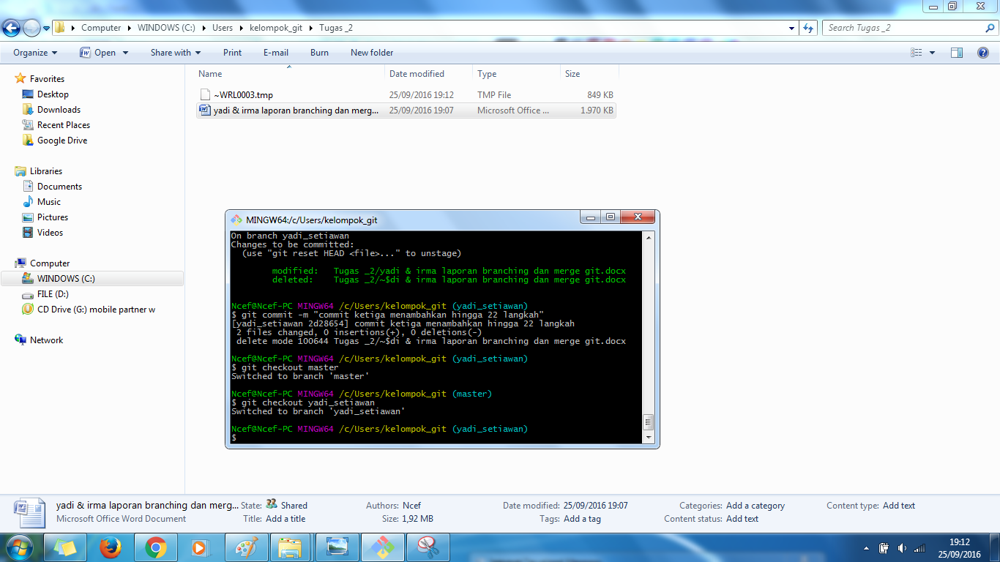 Computer WINDOWS (C:) Users kelompok_git Tugas _2
Search Tugas _2
Organize Open Share with Print E-mail Burn New folder
Favorites
Desktop
Downloads
Recent Places
Google Drive
Libraries
Documents
Music
Pictures
Videos
Computer
WINDOWS (C:)
FILE (D:)
CD Drive (G:) mobile partner w
Network
Name Date modified Type Size
~WRL0003.tmp 25/09/2016 19:12 TMP File 849 KB
yadi & irma laporan branching dan merg... 25/09/2016 19:07 Microsoft Office ... 1.970 KB
MINGW64:/c/Users/kelompok_git
On branch yadi_setiawan
Changes to be committed:
(use "git reset HEAD <file>..." to unstage)
modified: Tugas _2/yadi & irma laporan branching dan merge git.docx
deleted: Tugas _2/~$di & irma laporan branching dan merge git.docx
Ncef@Ncef-PC MINGW64 /c/Users/kelompok_git (yadi_setiawan)
$ git commit -m "commit ketiga menambahkan hingga 22 langkah"
[yadi_setiawan 2d28654] commit ketiga menambahkan hingga 22 langkah
2 files changed, 0 insertions(+), 0 deletions(-)
delete mode 100644 Tugas _2/~$di & irma laporan branching dan merge git.docx
Ncef@Ncef-PC MINGW64 /c/Users/kelompok_git (yadi_setiawan)
$ git checkout master
Switched to branch 'master'
Ncef@Ncef-PC MINGW64 /c/Users/kelompok_git (master)
$ git checkout yadi_setiawan
Switched to branch 'yadi_setiawan'
Ncef@Ncef-PC MINGW64 /c/Users/kelompok_git (yadi_setiawan)
$
yadi & irma laporan branching dan merg... State: Shared Authors: Ncef Date modified: 25/09/2016 19:07 Categories: Add a category Content type: Add text
Microsoft Office Word Document Title: Add a title Size: 1,92 MB Tags: Add a tag Content status: Add text
19:12
25/09/2016